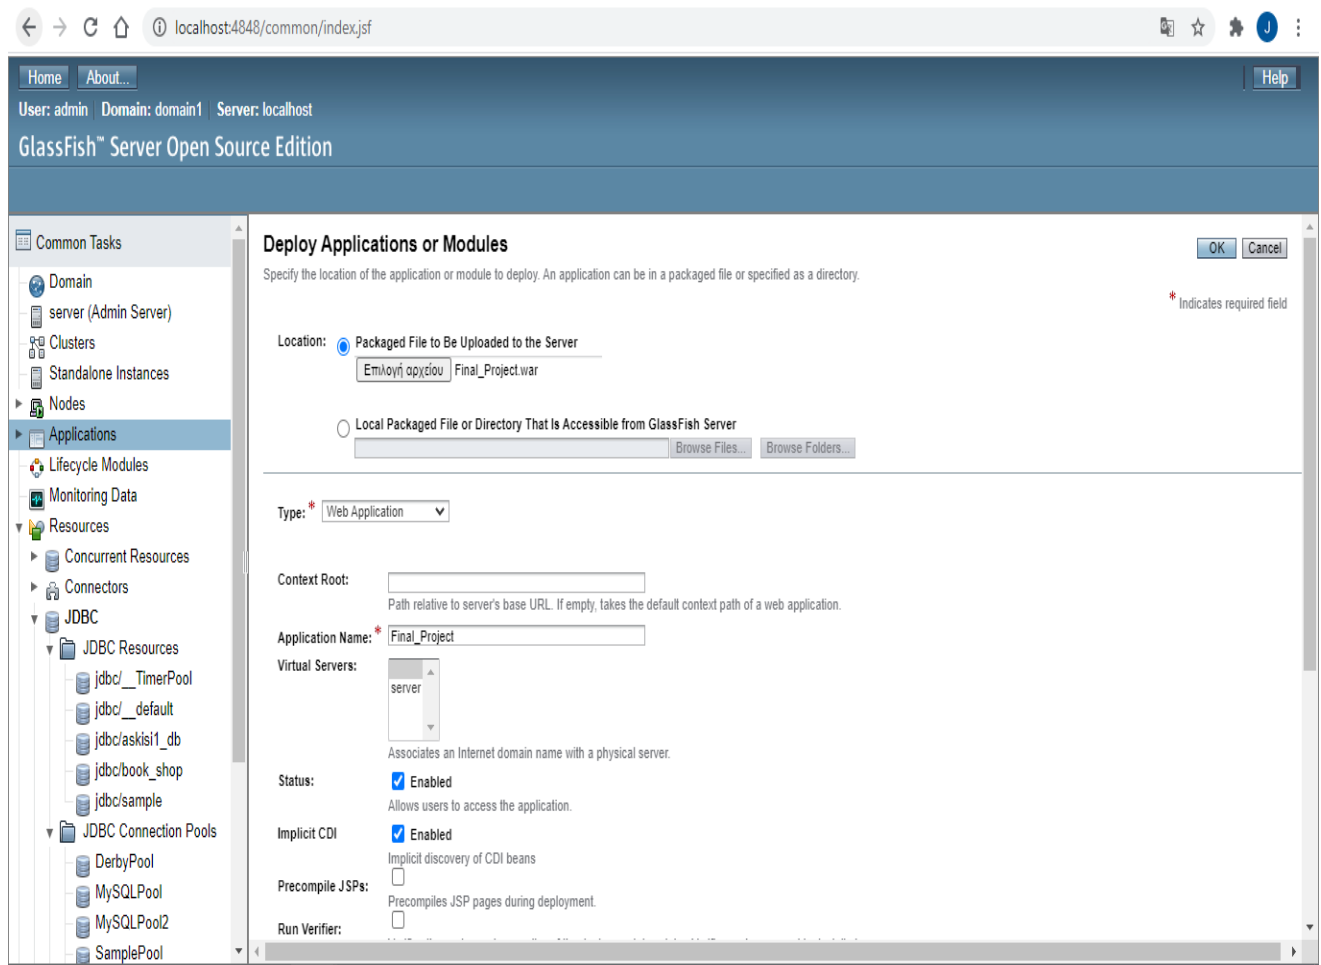 localhost:4848/common/index.jsf
J
Home About... Help
User: admin Domain: domain1 Server: localhost
GlassFish™ Server Open Source Edition
Common Tasks
Domain
server (Admin Server)
Clusters
Standalone Instances
Nodes
Applications
Lifecycle Modules
Monitoring Data
Resources
Concurrent Resources
Connectors
JDBC
JDBC Resources
jdbc/__TimerPool
jdbc/__default
jdbc/askisi1_db
jdbc/book_shop
jdbc/sample
JDBC Connection Pools
DerbyPool
MySQLPool
MySQLPool2
SamplePool
Deploy Applications or Modules
OK Cancel
Specify the location of the application or module to deploy. An application can be in a packaged file or specified as a directory.
* Indicates required field
Location: Packaged File to Be Uploaded to the Server
Επιλογή αρχείου Final_Project.war
Local Packaged File or Directory That Is Accessible from GlassFish Server
Browse Files... Browse Folders...
Type: * Web Application
Context Root:
Path relative to server's base URL. If empty, takes the default context path of a web application.
Application Name: * Final_Project
Virtual Servers:
server
Associates an Internet domain name with a physical server.
Status: Enabled
Allows users to access the application.
Implicit CDI Enabled
Implicit discovery of CDI beans
Precompile JSPs:
Precompiles JSP pages during deployment.
Run Verifier: